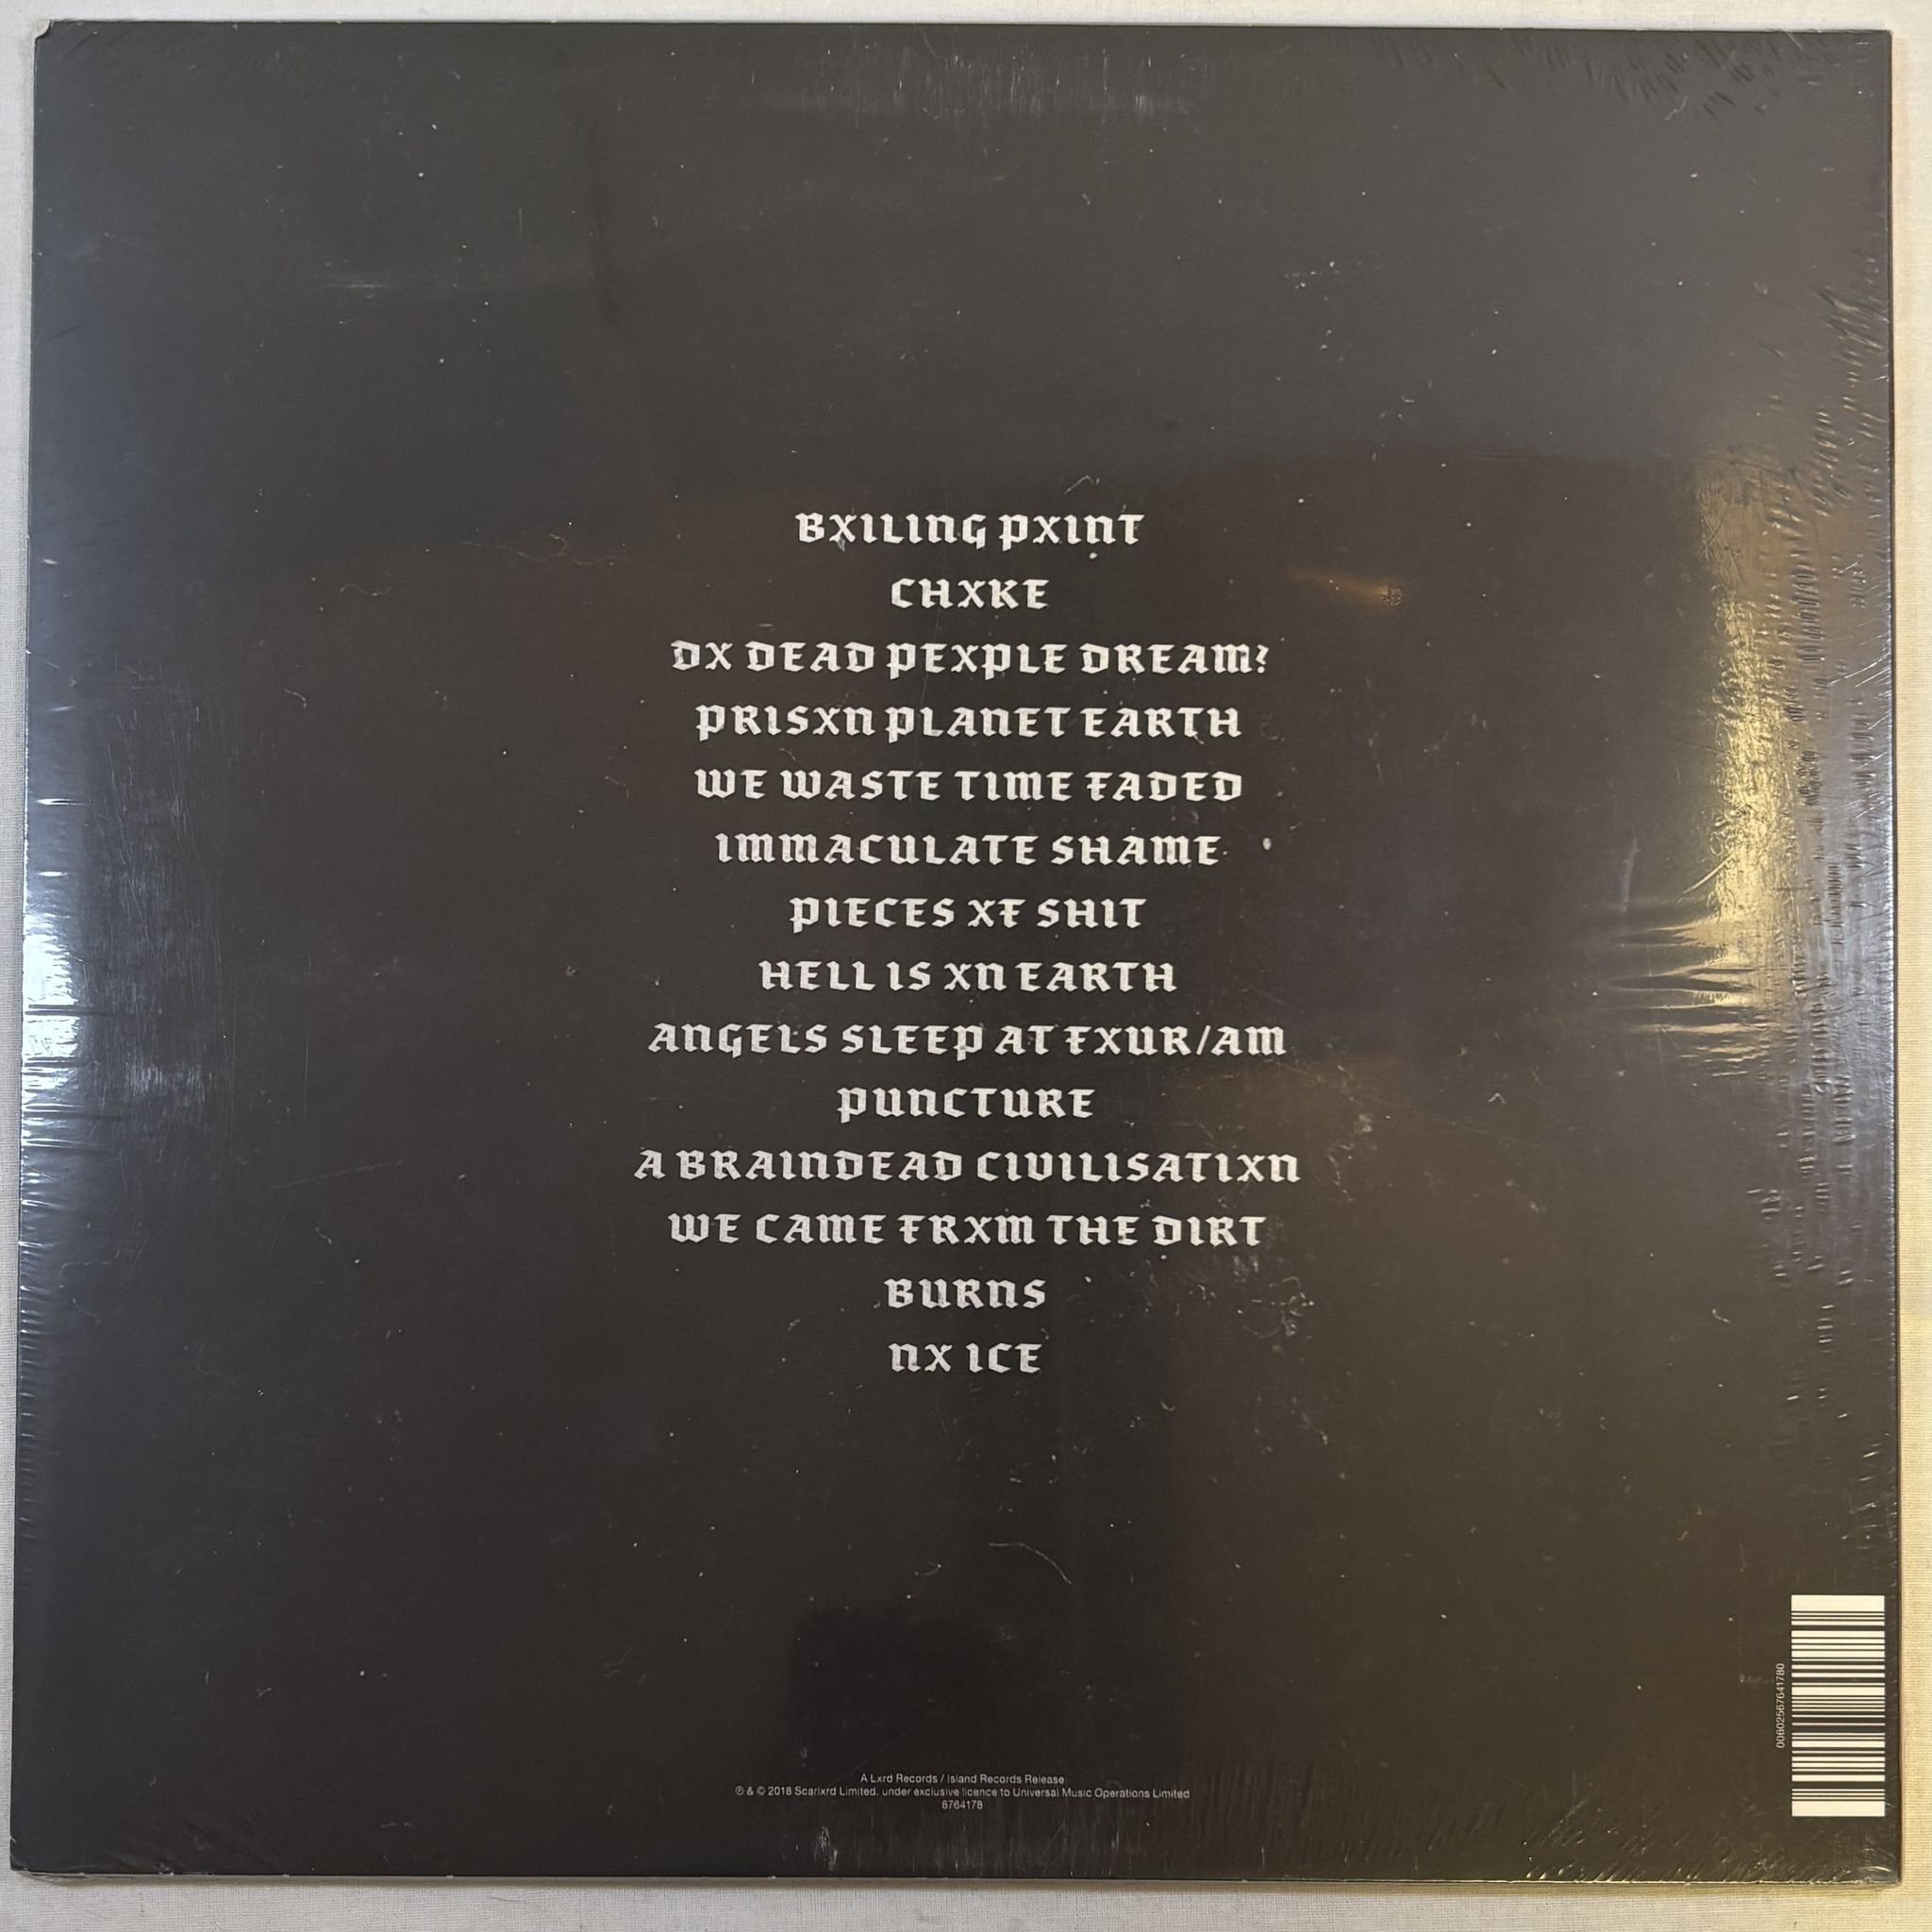 BXILING PXINT
CHXKE
DX DEAD PEXPLE DREAM?
PRISXN PLANET EARTH
WE WASTE TIME FADED
IMMACULATE SHAME
PIECES XF SHIT
HELL IS XN EARTH
ANGELS SLEEP AT FXUR/AM
PUNCTURE
A BRAINDEAD CIVILISATIXN
WE CAME FRXM THE DIRT
BURNS
NX ICE
A Lxrd Records / Island Records Release
℗ & © 2018 Scarlxrd Limited, under exclusive licence to Universal Music Operations Limited
6764178
00602567641780